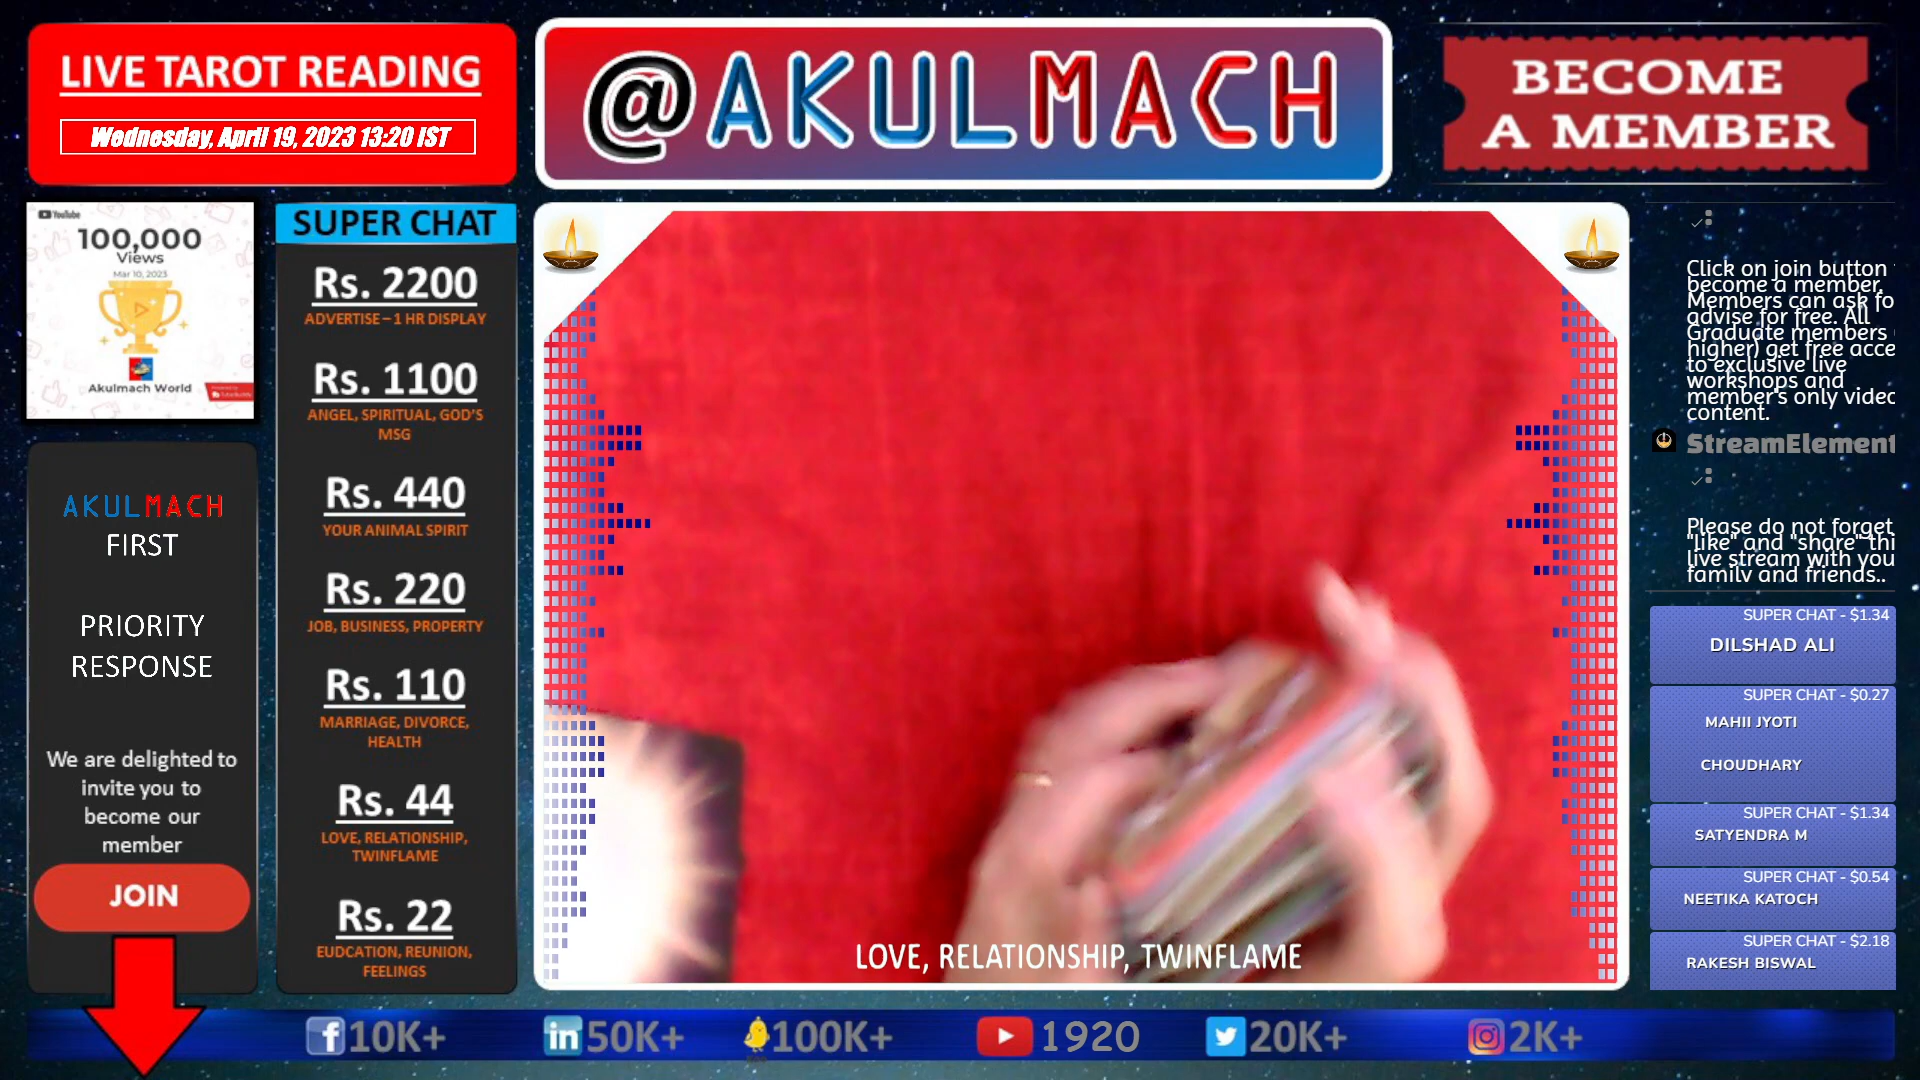 LIVE TAROT READING
Wednesday, April 19, 2023 13:20 IST
@AKULMACH
BECOME
A MEMBER
YouTube
100,000
Views
Mar 10, 2023
Akulmach World
AKULMACH
FIRST
PRIORITY
RESPONSE
We are delighted to
invite you to
become our
member
JOIN
SUPER CHAT
Rs. 2200
ADVERTISE – 1 HR DISPLAY
Rs. 1100
ANGEL, SPIRITUAL, GOD'S
MSG
Rs. 440
YOUR ANIMAL SPIRIT
Rs. 220
JOB, BUSINESS, PROPERTY
Rs. 110
MARRIAGE, DIVORCE,
HEALTH
Rs. 44
LOVE, RELATIONSHIP,
TWINFLAME
Rs. 22
EUDCATION, REUNION,
FEELINGS
LOVE, RELATIONSHIP, TWINFLAME
Click on join button
become a member.
Members can ask fo
advise for free. All
Graduate members
higher) get free acce
to exclusive live
workshops and
member's only video
content.
StreamElement
Please do not forget
"like" and "share" thi
live stream with you
family and friends..
SUPER CHAT - $1.34
DILSHAD ALI
SUPER CHAT - $0.27
MAHII JYOTI
CHOUDHARY
SUPER CHAT - $1.34
SATYENDRA M
SUPER CHAT - $0.54
NEETIKA KATOCH
SUPER CHAT - $2.18
RAKESH BISWAL
10K+
50K+
100K+
1920
20K+
2K+